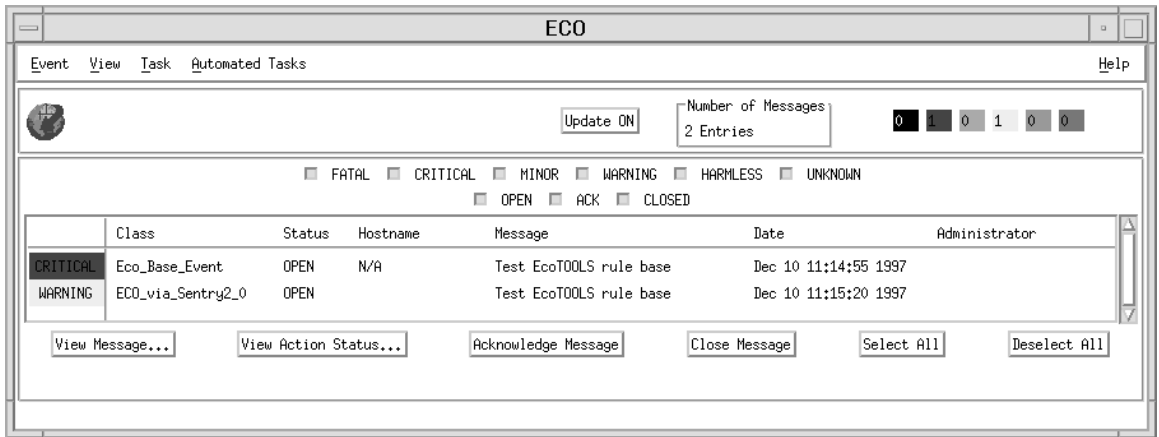 ECO
Event View Task Automated Tasks Help
Update ON
Number of Messages
2 Entries
0 1 0 1 0 0
FATAL CRITICAL MINOR WARNING HARMLESS UNKNOWN
OPEN ACK CLOSED
Class Status Hostname Message Date Administrator
CRITICAL Eco_Base_Event OPEN N/A Test EcoTOOLS rule base Dec 10 11:14:55 1997
WARNING ECO_via_Sentry2_0 OPEN Test EcoTOOLS rule base Dec 10 11:15:20 1997
View Message... View Action Status... Acknowledge Message Close Message Select All Deselect All